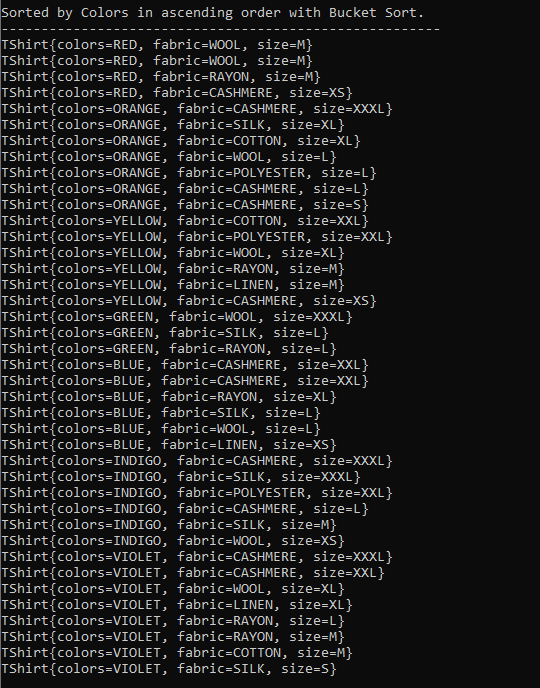 Sorted by Colors in ascending order with Bucket Sort.
-------------------------------------------------------
TShirt{colors=RED, fabric=WOOL, size=M}
TShirt{colors=RED, fabric=WOOL, size=M}
TShirt{colors=RED, fabric=RAYON, size=M}
TShirt{colors=RED, fabric=CASHMERE, size=XS}
TShirt{colors=ORANGE, fabric=CASHMERE, size=XXXL}
TShirt{colors=ORANGE, fabric=SILK, size=XL}
TShirt{colors=ORANGE, fabric=COTTON, size=XL}
TShirt{colors=ORANGE, fabric=WOOL, size=L}
TShirt{colors=ORANGE, fabric=POLYESTER, size=L}
TShirt{colors=ORANGE, fabric=CASHMERE, size=L}
TShirt{colors=ORANGE, fabric=CASHMERE, size=S}
TShirt{colors=YELLOW, fabric=COTTON, size=XXL}
TShirt{colors=YELLOW, fabric=POLYESTER, size=XXL}
TShirt{colors=YELLOW, fabric=WOOL, size=XL}
TShirt{colors=YELLOW, fabric=RAYON, size=M}
TShirt{colors=YELLOW, fabric=LINEN, size=M}
TShirt{colors=YELLOW, fabric=CASHMERE, size=XS}
TShirt{colors=GREEN, fabric=WOOL, size=XXXL}
TShirt{colors=GREEN, fabric=SILK, size=L}
TShirt{colors=GREEN, fabric=RAYON, size=L}
TShirt{colors=BLUE, fabric=CASHMERE, size=XXL}
TShirt{colors=BLUE, fabric=CASHMERE, size=XXL}
TShirt{colors=BLUE, fabric=RAYON, size=XL}
TShirt{colors=BLUE, fabric=SILK, size=L}
TShirt{colors=BLUE, fabric=WOOL, size=L}
TShirt{colors=BLUE, fabric=LINEN, size=XS}
TShirt{colors=INDIGO, fabric=CASHMERE, size=XXXL}
TShirt{colors=INDIGO, fabric=SILK, size=XXXL}
TShirt{colors=INDIGO, fabric=POLYESTER, size=XXL}
TShirt{colors=INDIGO, fabric=CASHMERE, size=L}
TShirt{colors=INDIGO, fabric=SILK, size=M}
TShirt{colors=INDIGO, fabric=WOOL, size=XS}
TShirt{colors=VIOLET, fabric=CASHMERE, size=XXXL}
TShirt{colors=VIOLET, fabric=CASHMERE, size=XXL}
TShirt{colors=VIOLET, fabric=WOOL, size=XL}
TShirt{colors=VIOLET, fabric=LINEN, size=XL}
TShirt{colors=VIOLET, fabric=RAYON, size=L}
TShirt{colors=VIOLET, fabric=RAYON, size=M}
TShirt{colors=VIOLET, fabric=COTTON, size=M}
TShirt{colors=VIOLET, fabric=SILK, size=S}